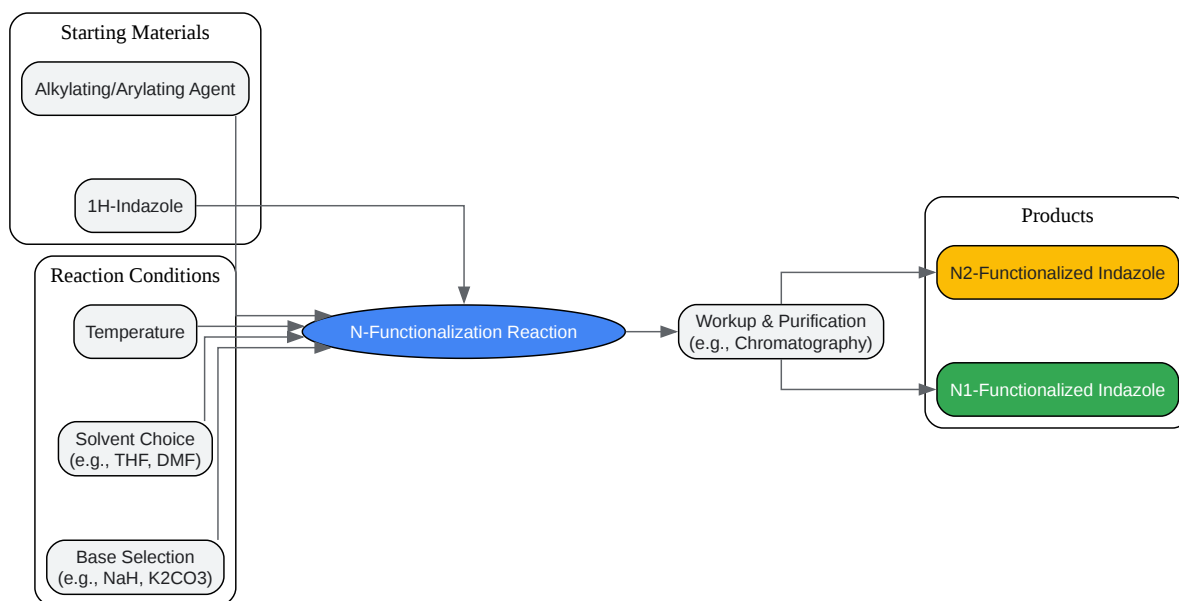 Starting Materials
Alkylating/Arylating Agent
1H-Indazole
Reaction Conditions
Temperature
Solvent Choice
(e.g., THF, DMF)
Base Selection
(e.g., NaH, K2CO3)
N-Functionalization Reaction
Workup & Purification
(e.g., Chromatography)
Products
N2-Functionalized Indazole
N1-Functionalized Indazole